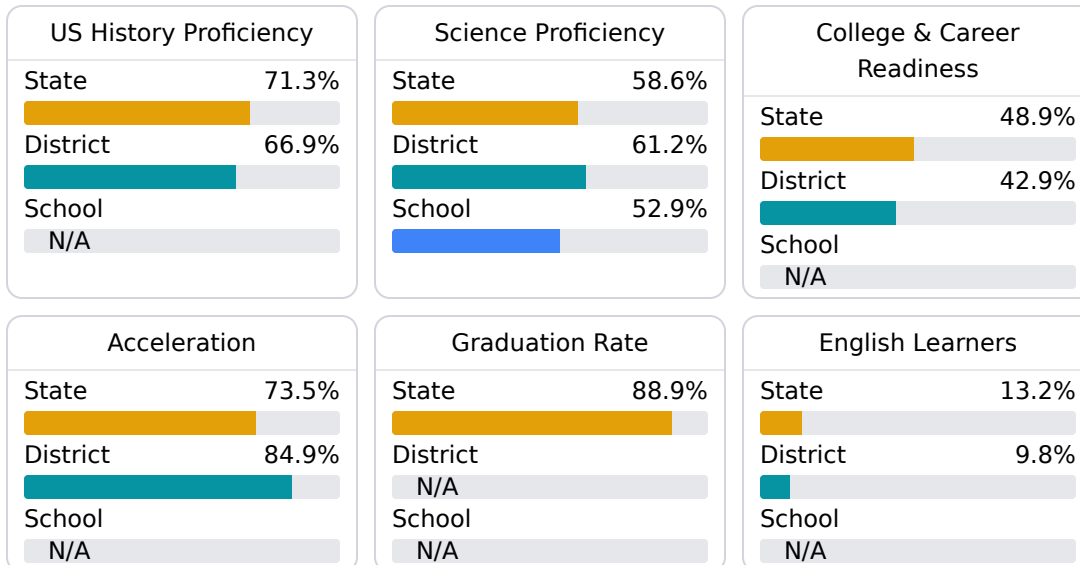 US History Proficiency
State 71.3%
District 66.9%
School
N/A
Science Proficiency
State 58.6%
District 61.2%
School 52.9%
College & Career
Readiness
State 48.9%
District 42.9%
School
N/A
Acceleration
State 73.5%
District 84.9%
School
N/A
Graduation Rate
State 88.9%
District
N/A
School
N/A
English Learners
State 13.2%
District 9.8%
School
N/A